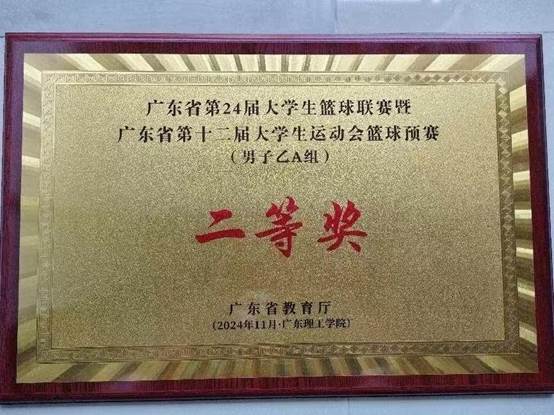 广东省第24届大学生篮球联赛暨
广东省第十二届大学生运动会篮球预赛
（男子乙A组）
二等奖
广东省教育厅
（2024年11月·广东理工学院）